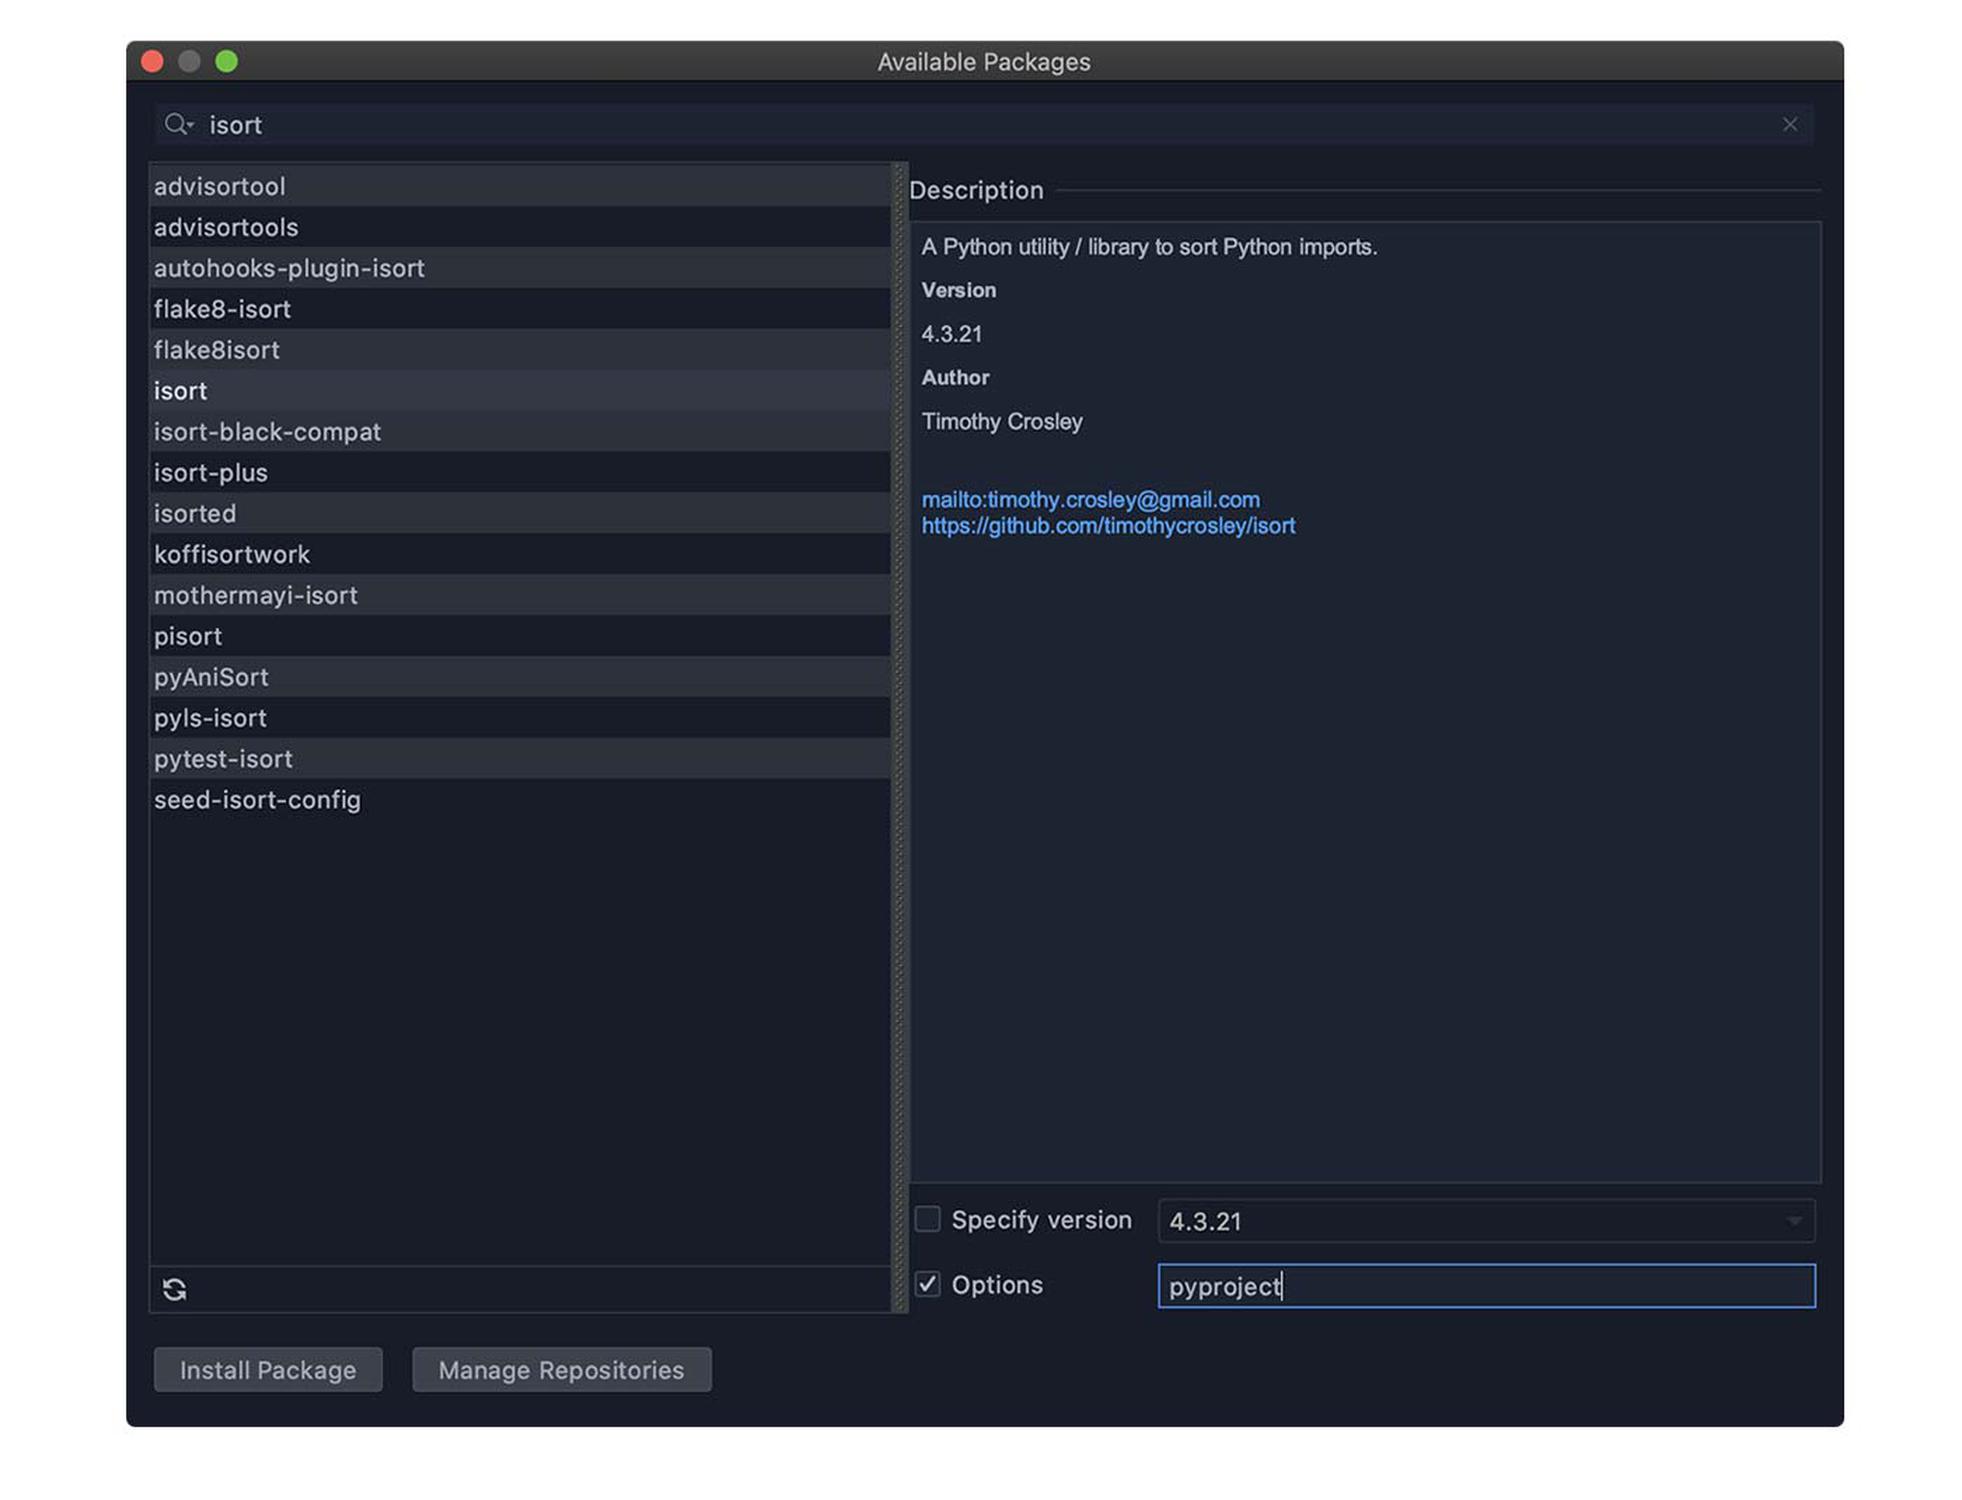 Available Packages
isort
advisortool
advisortools
autohooks-plugin-isort
flake8-isort
flake8isort
isort
isort-black-compat
isort-plus
isorted
koffisortwork
mothermayi-isort
pisort
pyAniSort
pyls-isort
pytest-isort
seed-isort-config
Description
A Python utility / library to sort Python imports.
Version
4.3.21
Author
Timothy Crosley
mailto:timothy.crosley@gmail.com
https://github.com/timothycrosley/isort
Specify version 4.3.21
Options pyproject
Install Package Manage Repositories